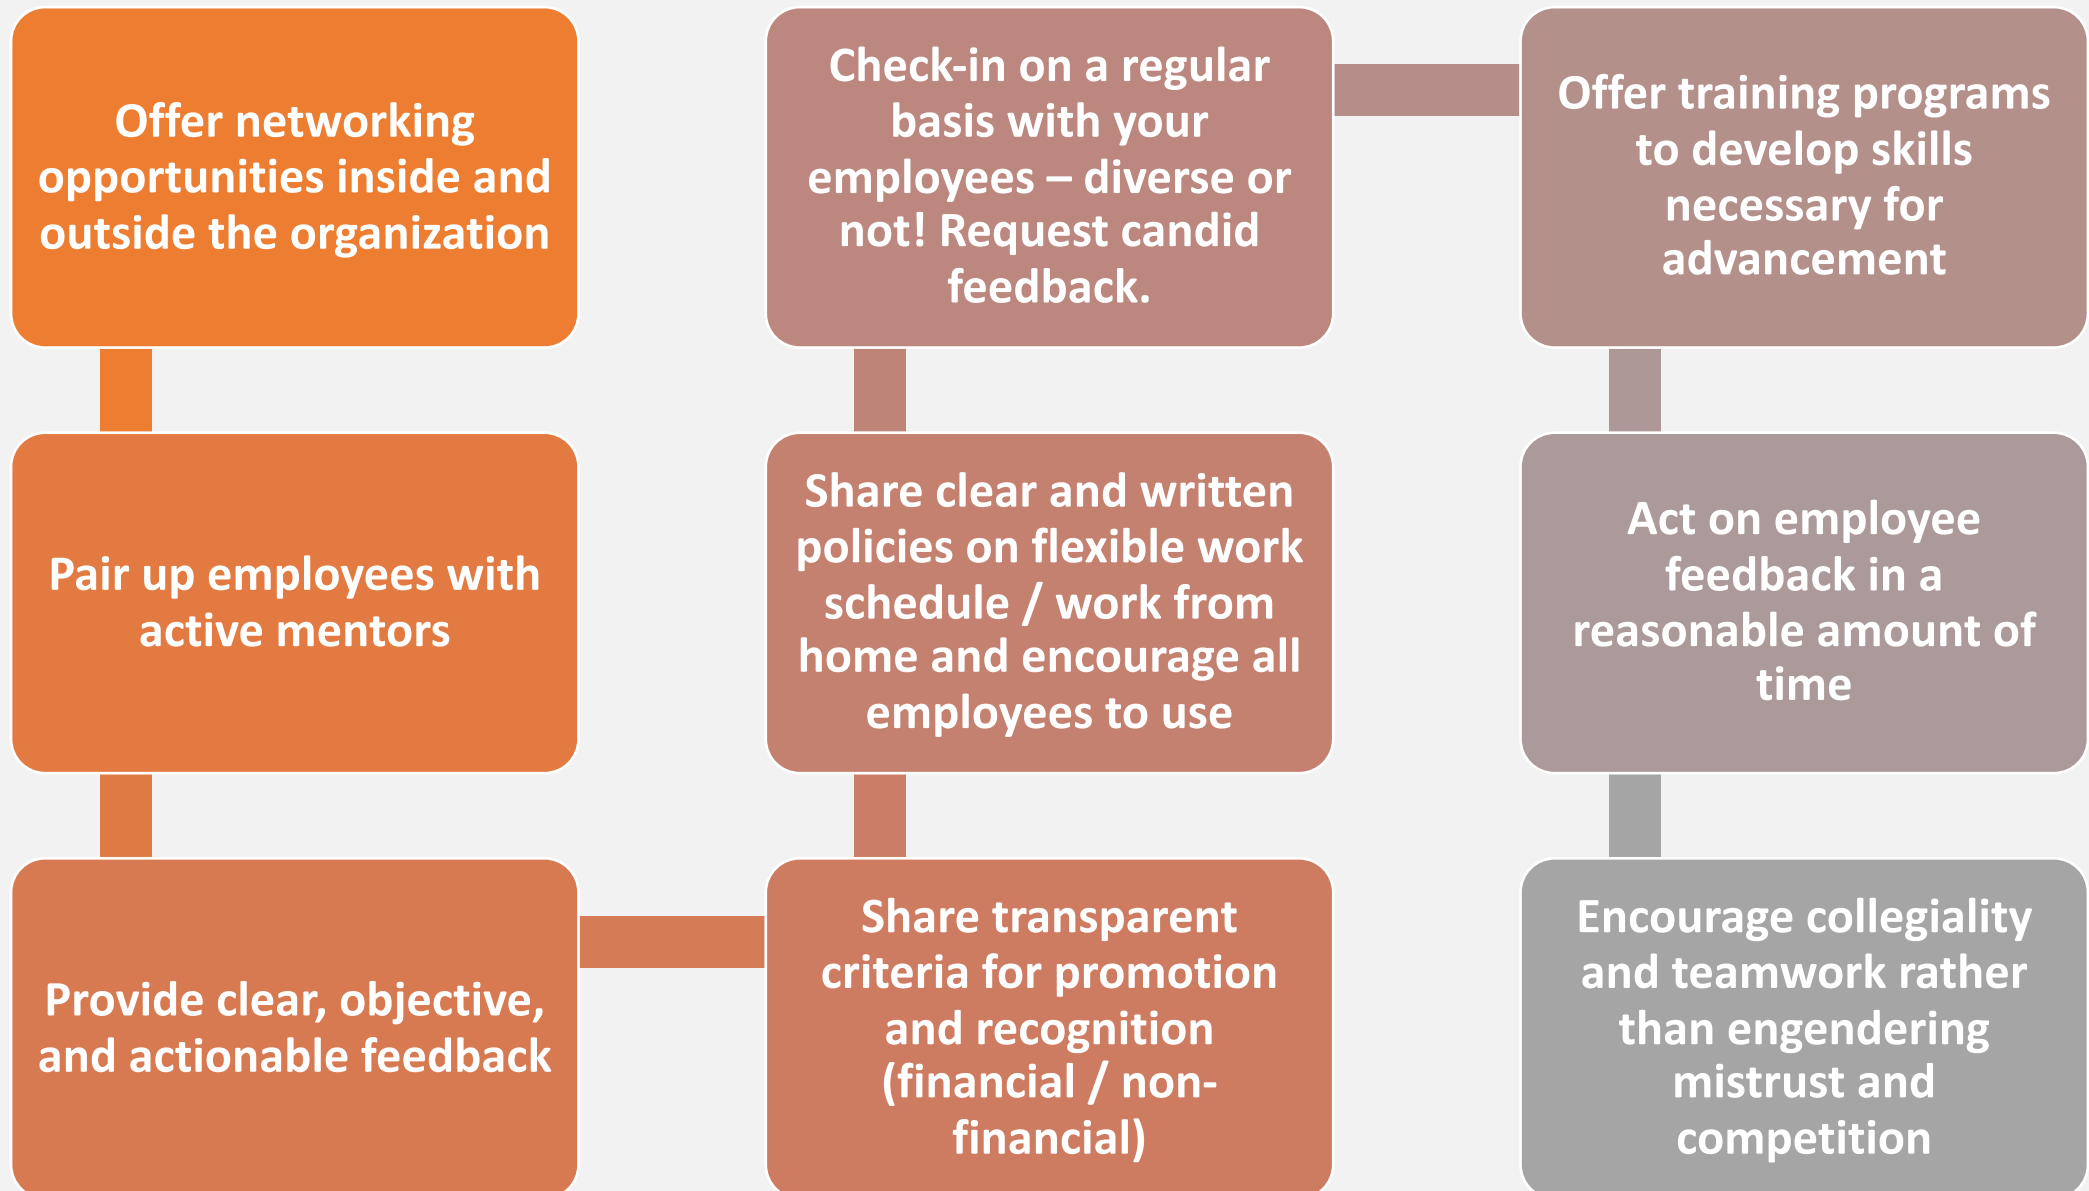 Offer networking
opportunities inside and
outside the organization
Pair up employees with
active mentors
Provide clear, objective,
and actionable feedback
Share transparent
criteria for promotion
and recognition
(financial / non-
financial)
Share clear and written
policies on flexible work
schedule / work from
home and encourage all
employees to use
Check-in on a regular
basis with your
employees – diverse or
not! Request candid
feedback.
Offer training programs
to develop skills
necessary for
advancement
Act on employee
feedback in a
reasonable amount of
time
Encourage collegiality
and teamwork rather
than engendering
mistrust and
competition